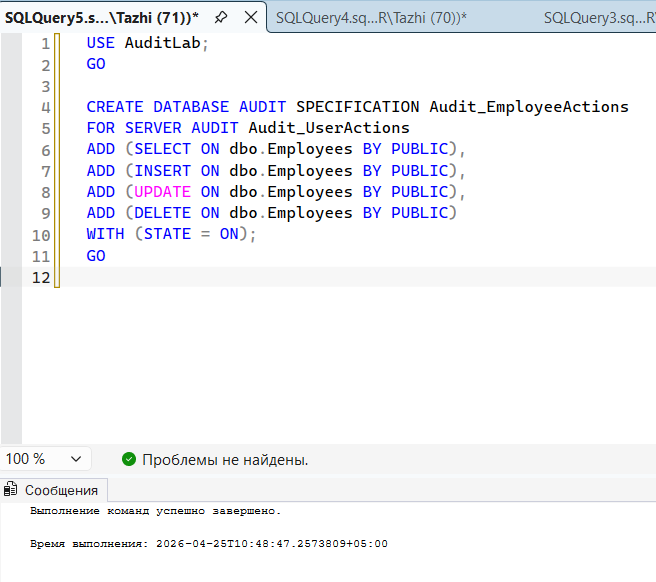 SQLQuery5.s...\Tazhi (71))* SQLQuery4.sq...R\Tazhi (70))* SQLQuery3.sq...R\
1 USE AuditLab;
2 GO
3
4 CREATE DATABASE AUDIT SPECIFICATION Audit_EmployeeActions
5 FOR SERVER AUDIT Audit_UserActions
6 ADD (SELECT ON dbo.Employees BY PUBLIC),
7 ADD (INSERT ON dbo.Employees BY PUBLIC),
8 ADD (UPDATE ON dbo.Employees BY PUBLIC),
9 ADD (DELETE ON dbo.Employees BY PUBLIC)
10 WITH (STATE = ON);
11 GO
12
100 % Проблемы не найдены.
Сообщения
Выполнение команд успешно завершено.
Время выполнения: 2026-04-25T10:48:47.2573809+05:00